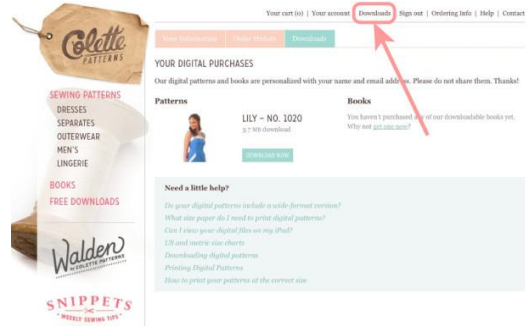 Your cart (0) | Your account | Downloads | Sign out | Ordering Info | Help | Contact
Colette
PATTERNS
Your Information
Order History
Downloads
YOUR DIGITAL PURCHASES
Our digital patterns and books are personalized with your name and email address. Please do not share them. Thanks!
SEWING PATTERNS
DRESSES
SEPARATES
OUTERWEAR
MEN'S
LINGERIE
BOOKS
FREE DOWNLOADS
Walden
BY COLETTE PATTERNS
SNIPPETS
WEEKLY SEWING TIPS
Patterns
LILY – NO. 1020
3.7 MB download
DOWNLOAD NOW
Books
You haven't purchased any of our downloadable books yet.
Why not get one now?
Need a little help?
Do your digital patterns include a wide-format version?
What size paper do I need to print digital patterns?
Can I view your digital files on my iPad?
US and metric size charts
Downloading digital patterns
Printing Digital Patterns
How to print your patterns at the correct size